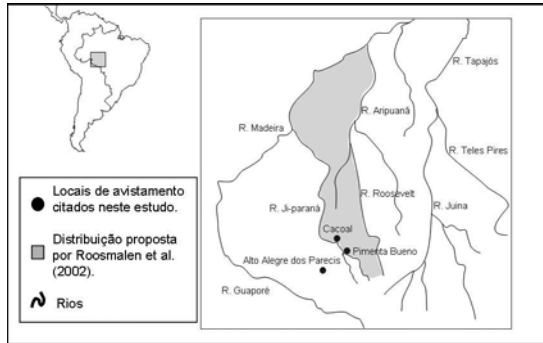 Locais de avistamento
citados neste estudo.
Distribuição proposta
por Roosmalen et al.
(2002).
Rios
R. Tapajós
R. Aripuanã
R. Madeira
R. Teles Pires
R. Ji-paraná
R. Roosevelt
R. Juina
Cacoal
Pimenta Bueno
Alto Alegre dos Parecis
R. Guaporé